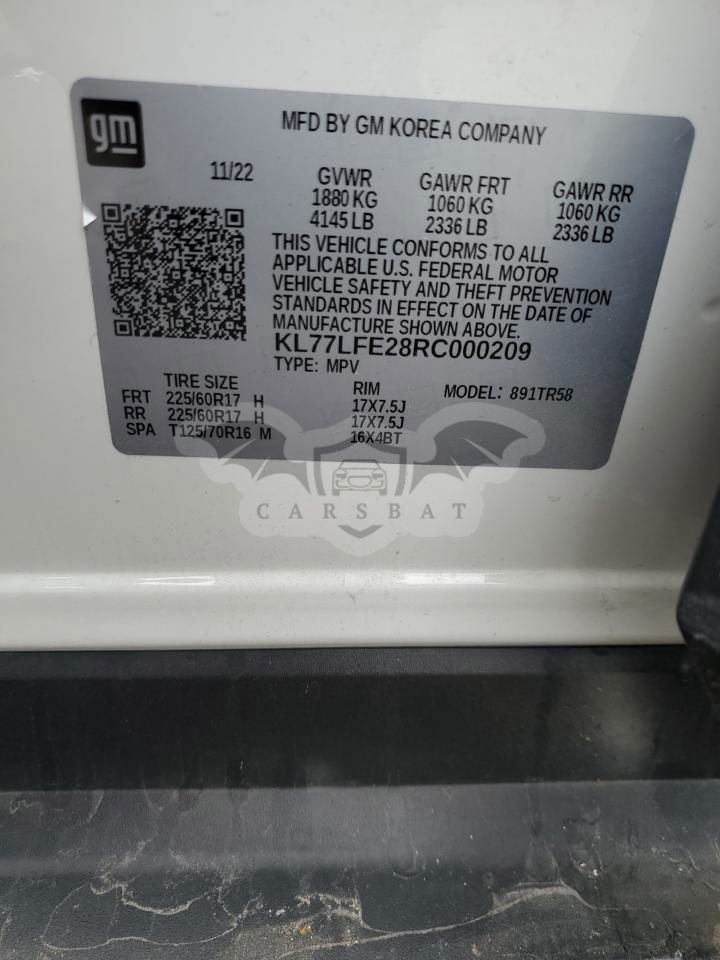 gm
MFD BY GM KOREA COMPANY
11/22 GVWR GAWR FRT GAWR RR
1880 KG 1060 KG 1060 KG
4145 LB 2336 LB 2336 LB
THIS VEHICLE CONFORMS TO ALL
APPLICABLE U.S. FEDERAL MOTOR
VEHICLE SAFETY AND THEFT PREVENTION
STANDARDS IN EFFECT ON THE DATE OF
MANUFACTURE SHOWN ABOVE.
KL77LFE28RC000209
TYPE: MPV
TIRE SIZE RIM MODEL: 891TR58
FRT 225/60R17 H 17X7.5J
RR 225/60R17 H 17X7.5J
SPA T125/70R16 M 16X4BT
CARSBAT